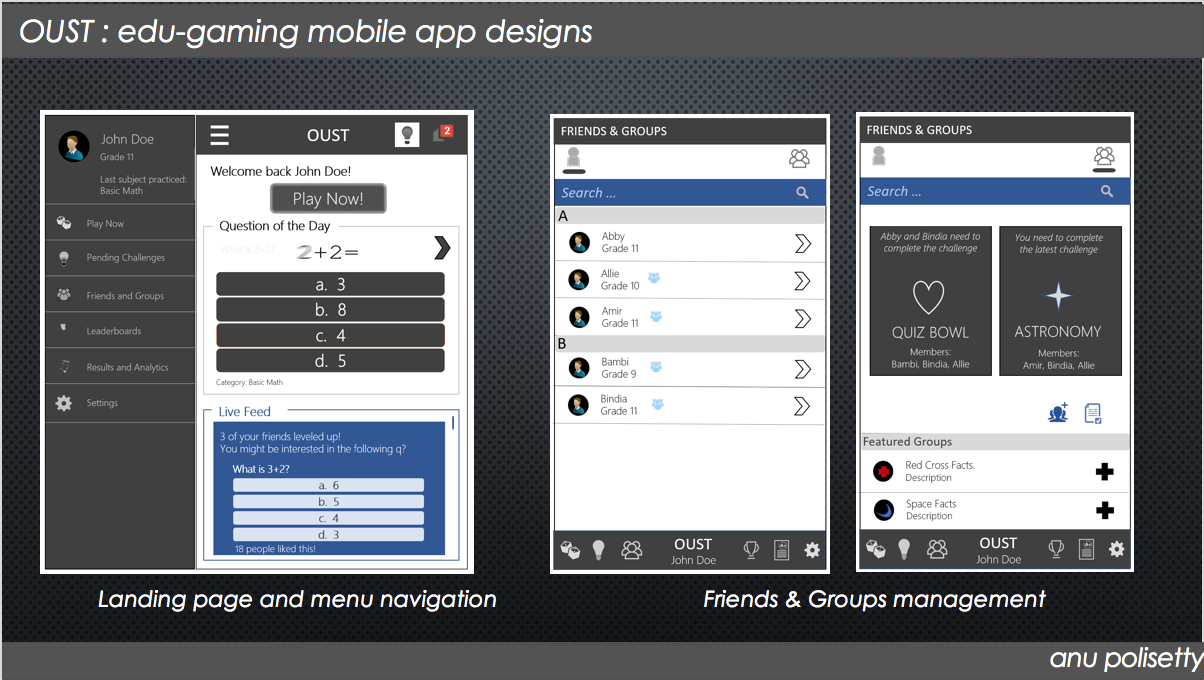 OUST : edu-gaming mobile app designs
John Doe
Grade 11
Last subject practiced:
Basic Math
Play Now
Pending Challenges
Friends and Groups
Leaderboards
Results and Analytics
Settings
OUST
2
Welcome back John Doe!
Play Now!
Question of the Day
What is 2+2?
2+2=
a. 3
b. 8
c. 4
d. 5
Category: Basic Math
Live Feed
3 of your friends leveled up!
You might be interested in the following q?
What is 3+2?
a. 6
b. 5
c. 4
d. 3
18 people liked this!
Landing page and menu navigation
FRIENDS & GROUPS
Search ...
A
Abby
Grade 11
Allie
Grade 10
Amir
Grade 11
B
Bambi
Grade 9
Bindia
Grade 11
OUST
John Doe
FRIENDS & GROUPS
Search ...
Abby and Bindia need to
complete the challenge
QUIZ BOWL
Members:
Bambi, Bindia, Allie
You need to complete
the latest challenge
ASTRONOMY
Members:
Amir, Bindia, Allie
Featured Groups
Red Cross Facts.
Description
Space Facts
Description
OUST
John Doe
Friends & Groups management
anu polisetty